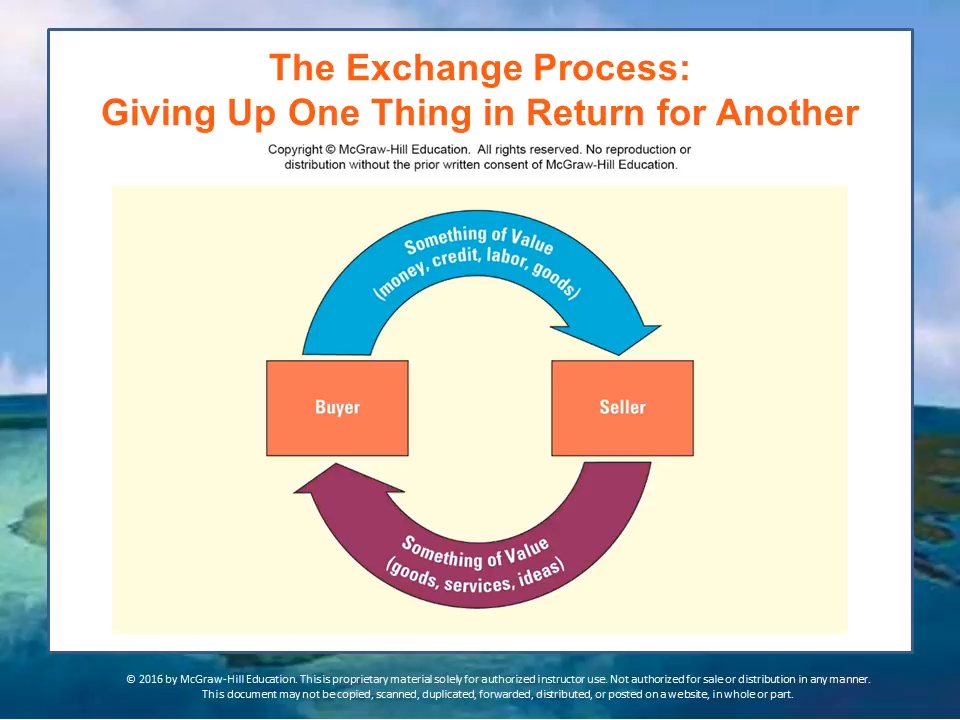 The Exchange Process:
Giving Up One Thing in Return for Another
Copyright © McGraw-Hill Education. All rights reserved. No reproduction or
distribution without the prior written consent of McGraw-Hill Education.
Something of Value
(money, credit, labor, goods)
Buyer
Seller
Something of Value
(goods, services, ideas)
© 2016 by McGraw-Hill Education. This is proprietary material solely for authorized instructor use. Not authorized for sale or distribution in any manner.
This document may not be copied, scanned, duplicated, forwarded, distributed, or posted on a website, in whole or part.